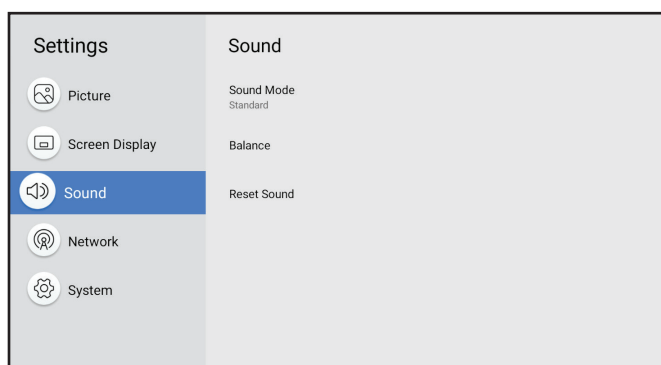 Settings
Picture
Screen Display
Sound
Network
System
Sound
Sound Mode
Standard
Balance
Reset Sound